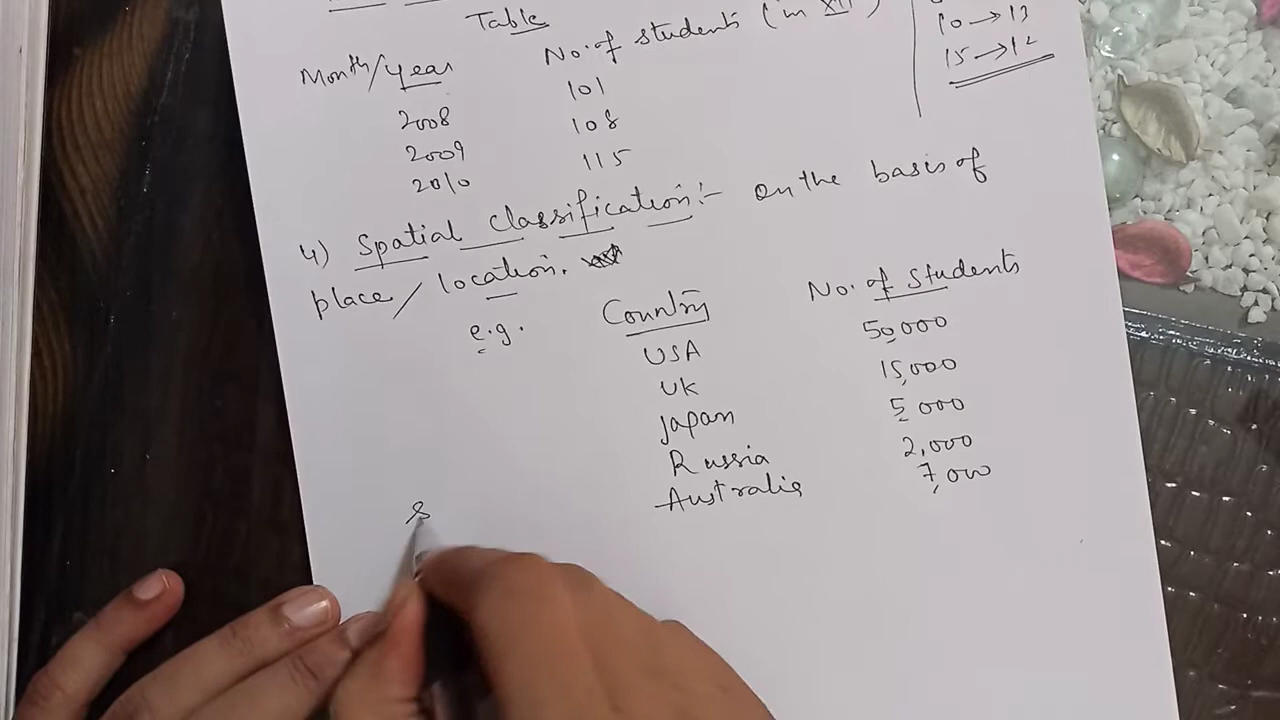 Table
Month/Year No. of students (in XII)
2008 101
2009 108
2010 115
10 → 13
15 → 12
4) Spatial classification:- On the basis of
place/location.
e.g. Country No. of Students
USA 50,000
UK 15,000
Japan 5,000
Russia 2,000
Australia 7,000